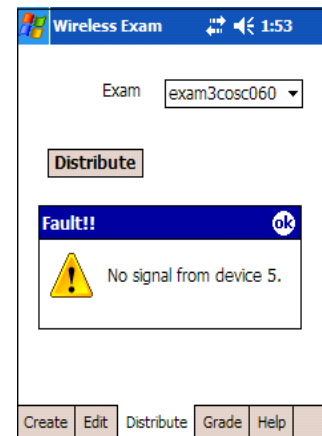 Wireless Exam 1:53
Exam exam3cosc060
Distribute
Fault!! ok
No signal from device 5.
Create Edit Distribute Grade Help